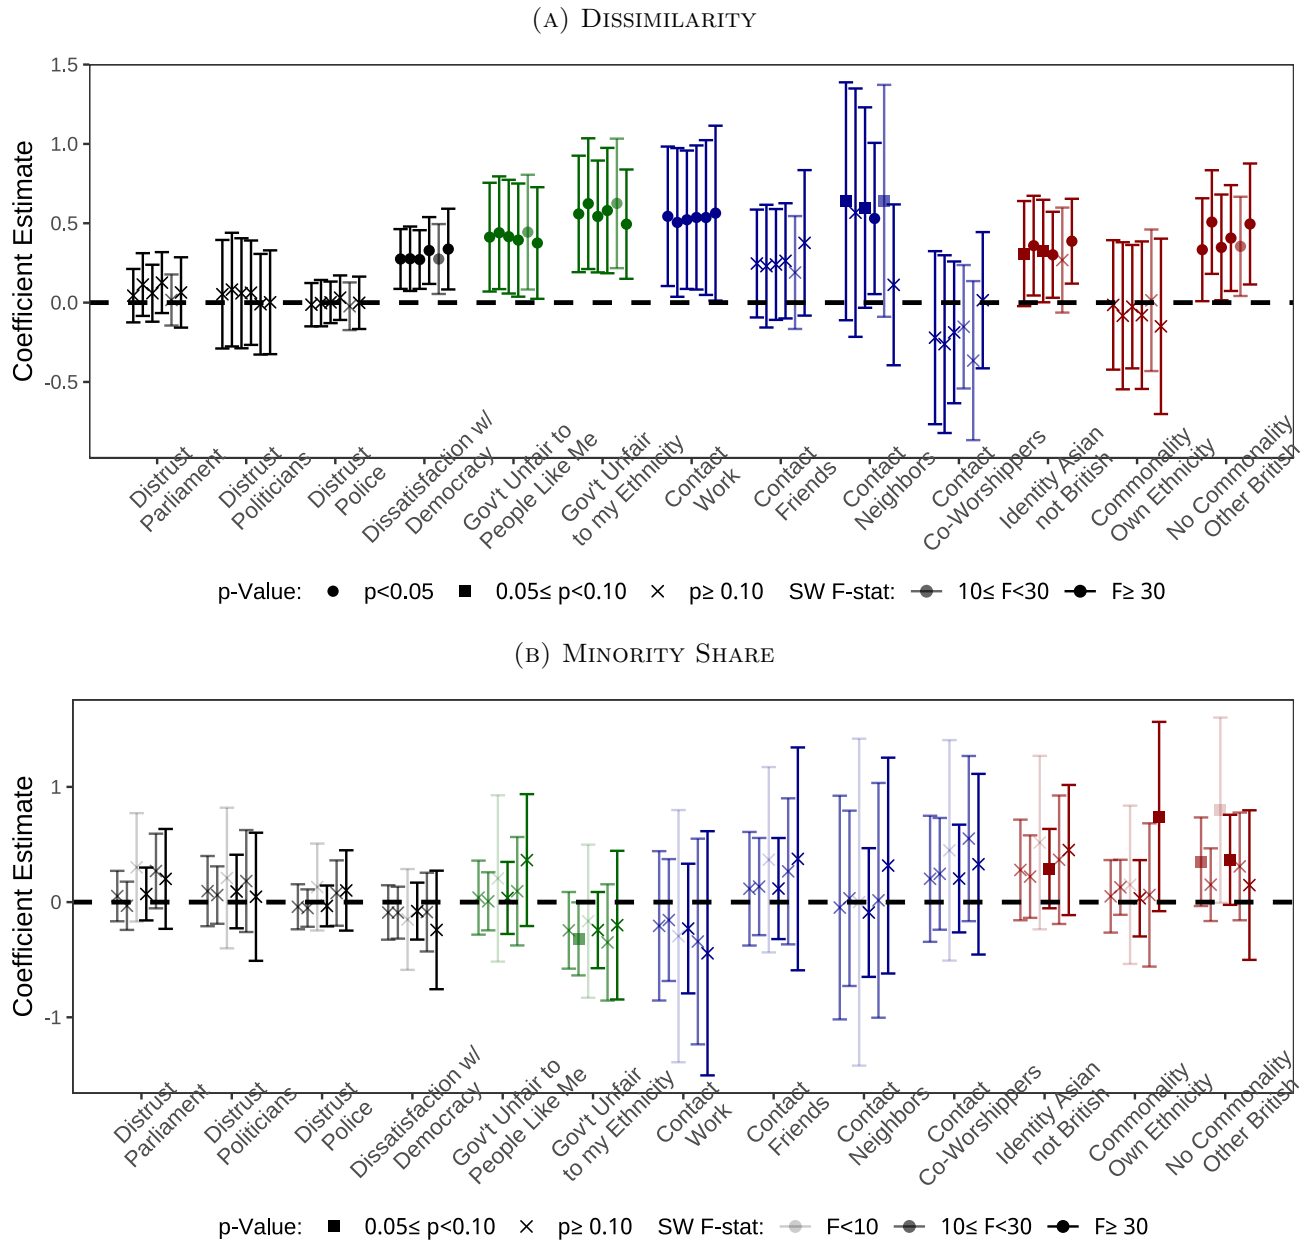 (A) DISSIMILARITY
Coefficient Estimate
1.5
1.0
0.5
0.0
-0.5
Distrust
Parliament
Distrust
Politicians
Distrust
Police
Dissatisfaction w/
Democracy
Gov't Unfair to
People Like Me
Gov't Unfair
to my Ethnicity
Contact
Work
Contact
Friends
Contact
Neighbors
Contact
Co-Worshippers
Identity Asian
not British
Commonality
Own Ethnicity
No Commonality
Other British
p-Value: p<0.05 0.05≤ p<0.10 p≥ 0.10 SW F-stat: 10≤ F<30 F≥ 30
(B) MINORITY SHARE
Coefficient Estimate
1
0
-1
Distrust
Parliament
Distrust
Politicians
Distrust
Police
Dissatisfaction w/
Democracy
Gov't Unfair to
People Like Me
Gov't Unfair
to my Ethnicity
Contact
Work
Contact
Friends
Contact
Neighbors
Contact
Co-Worshippers
Identity Asian
not British
Commonality
Own Ethnicity
No Commonality
Other British
p-Value: 0.05≤ p<0.10 p≥ 0.10 SW F-stat: F<10 10≤ F<30 F≥ 30